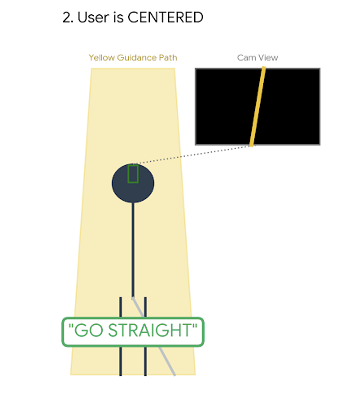 2. User is CENTERED
Yellow Guidance Path
Cam View
"GO STRAIGHT"